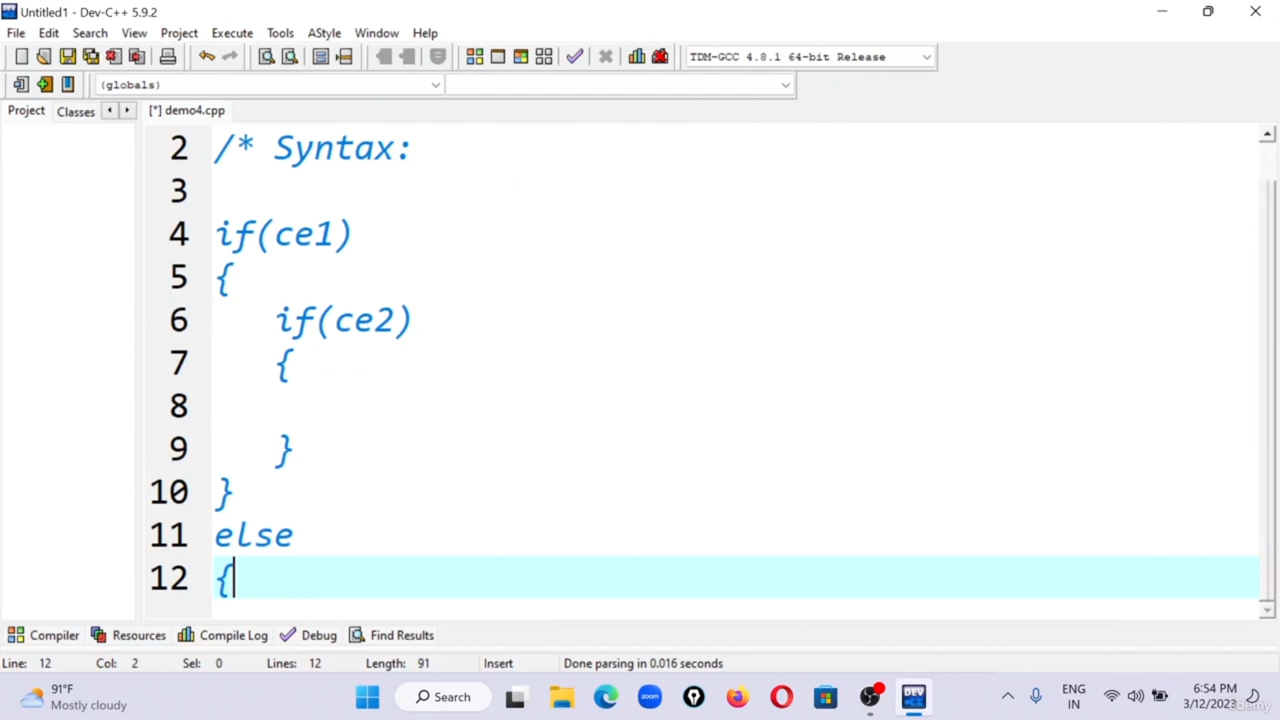 Untitled1 - Dev-C++ 5.9.2
File Edit Search View Project Execute Tools AStyle Window Help
TDM-GCC 4.8.1 64-bit Release
(globals)
Project Classes [*] demo4.cpp
2 /* Syntax:
3
4 if(ce1)
5 {
6 if(ce2)
7 {
8
9 }
10 }
11 else
12 {
Compiler Resources Compile Log Debug Find Results
Line: 12 Col: 2 Sel: 0 Lines: 12 Length: 91 Insert Done parsing in 0.016 seconds
91°F
Mostly cloudy
Search
zoom
DEV
ENG
IN
6:54 PM
3/12/2023
Udemy